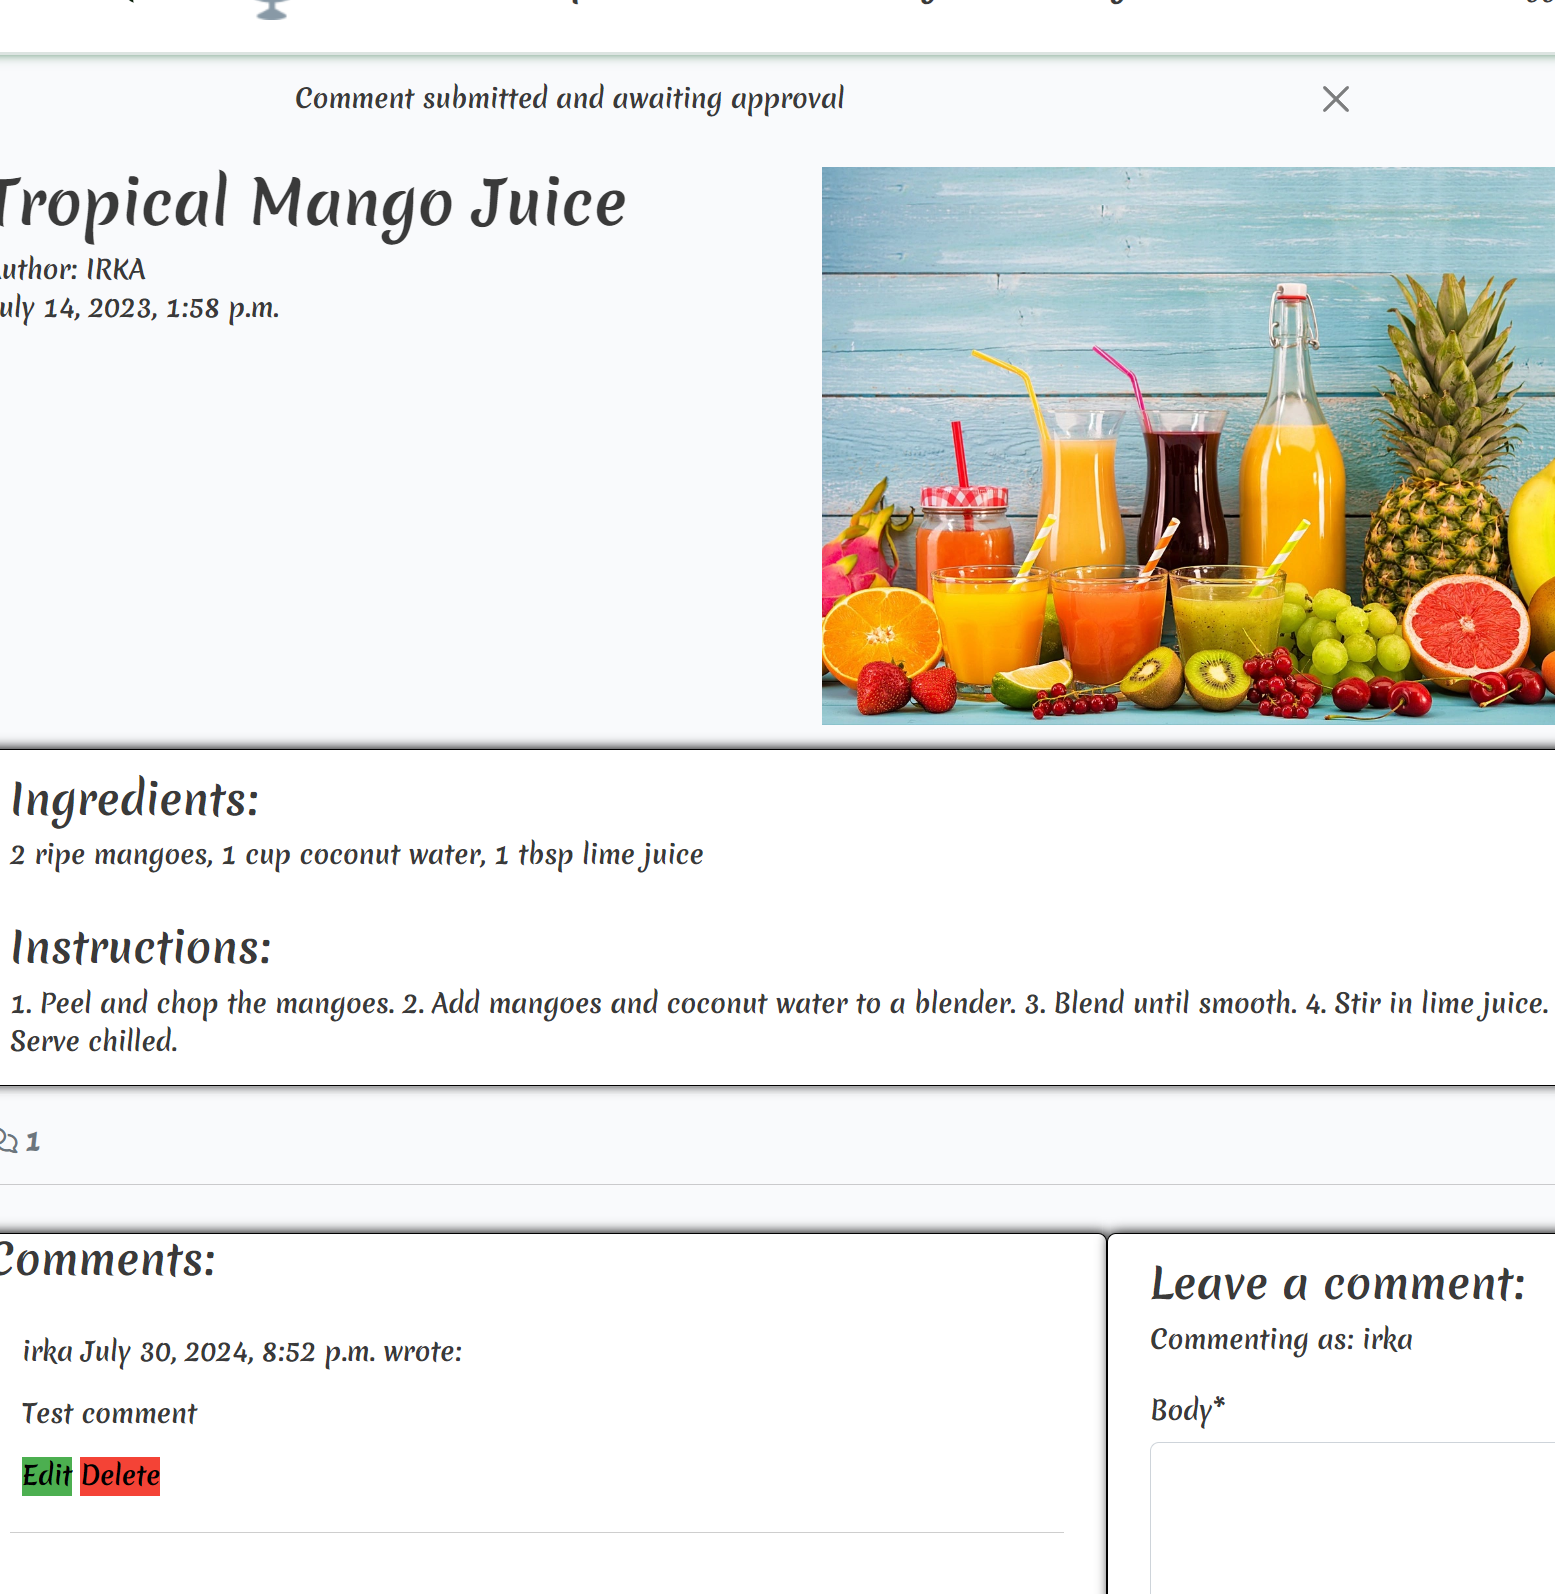 Comment submitted and awaiting approval
Tropical Mango Juice
uthor: IRKA
uly 14, 2023, 1:58 p.m.
Ingredients:
2 ripe mangoes, 1 cup coconut water, 1 tbsp lime juice
Instructions:
1. Peel and chop the mangoes. 2. Add mangoes and coconut water to a blender. 3. Blend until smooth. 4. Stir in lime juice.
Serve chilled.
1
Comments:
Leave a comment:
irka July 30, 2024, 8:52 p.m. wrote:
Commenting as: irka
Test comment
Body*
Edit Delete